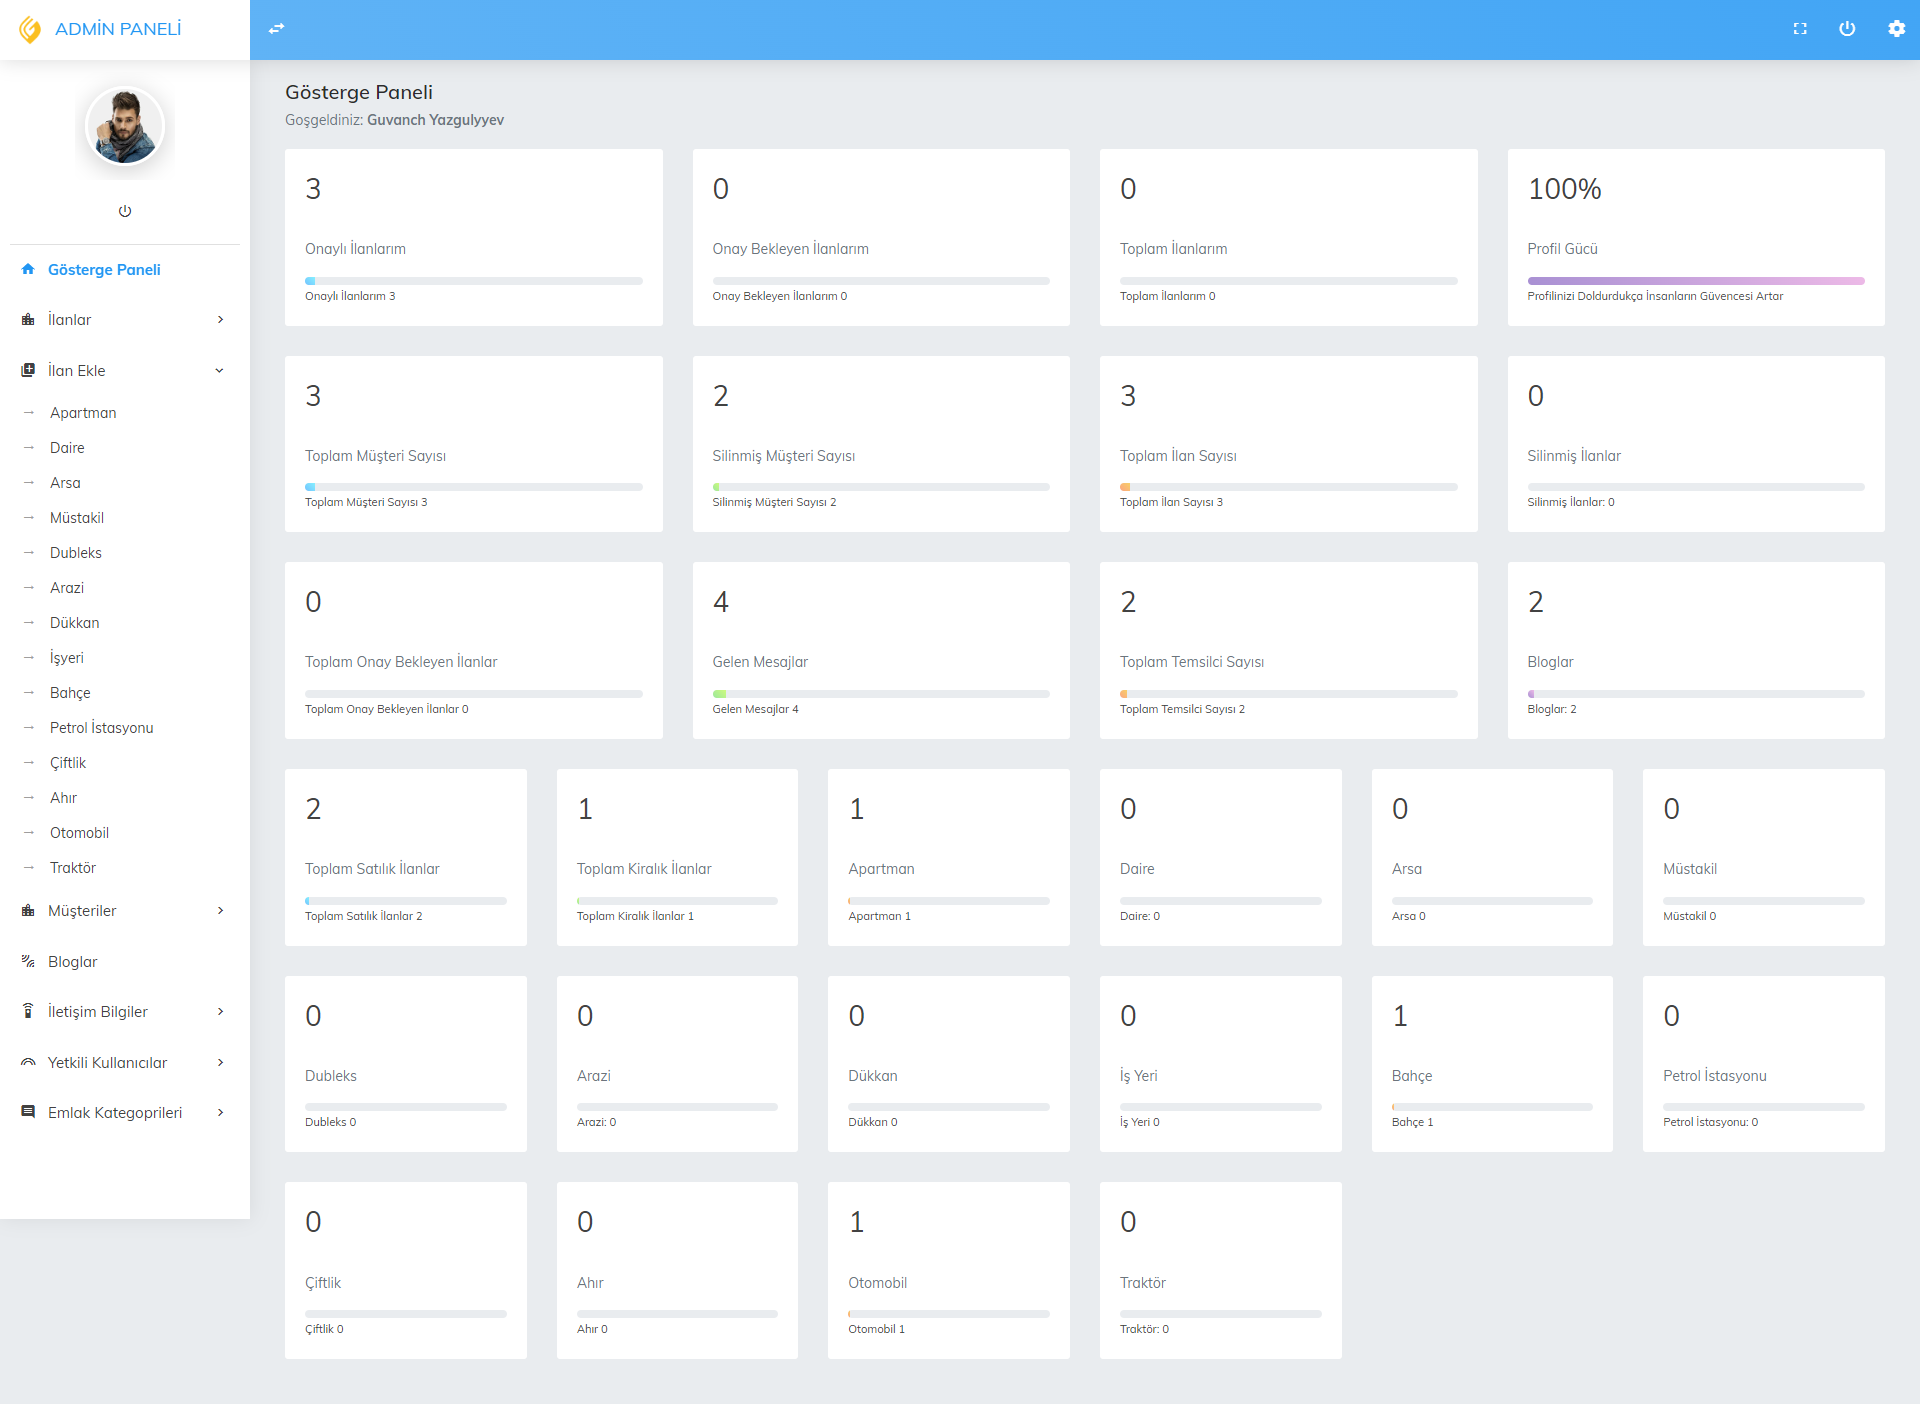 ADMİN PANELİ
Gösterge Paneli
İlanlar
İlan Ekle
Apartman
Daire
Arsa
Müstakil
Dubleks
Arazi
Dükkan
İşyeri
Bahçe
Petrol İstasyonu
Çiftlik
Ahır
Otomobil
Traktör
Müşteriler
Bloglar
İletişim Bilgiler
Yetkili Kullanıcılar
Emlak Kategoprileri
Gösterge Paneli
Goşgeldiniz: Guvanch Yazgulyyev
3
Onaylı İlanlarım
Onaylı İlanlarım 3
0
Onay Bekleyen İlanlarım
Onay Bekleyen İlanlarım 0
0
Toplam İlanlarım
Toplam İlanlarım 0
100%
Profil Gücü
Profilinizi Doldurdukça İnsanların Güvencesi Artar
3
Toplam Müşteri Sayısı
Toplam Müşteri Sayısı 3
2
Silinmiş Müşteri Sayısı
Silinmiş Müşteri Sayısı 2
3
Toplam İlan Sayısı
Toplam İlan Sayısı 3
0
Silinmiş İlanlar
Silinmiş İlanlar: 0
0
Toplam Onay Bekleyen İlanlar
Toplam Onay Bekleyen İlanlar 0
4
Gelen Mesajlar
Gelen Mesajlar 4
2
Toplam Temsilci Sayısı
Toplam Temsilci Sayısı 2
2
Bloglar
Bloglar: 2
2
Toplam Satılık İlanlar
Toplam Satılık İlanlar 2
1
Toplam Kiralık İlanlar
Toplam Kiralık İlanlar 1
1
Apartman
Apartman 1
0
Daire
Daire: 0
0
Arsa
Arsa 0
0
Müstakil
Müstakil 0
0
Dubleks
Dubleks 0
0
Arazi
Arazi: 0
0
Dükkan
Dükkan 0
0
İş Yeri
İş Yeri 0
1
Bahçe
Bahçe 1
0
Petrol İstasyonu
Petrol İstasyonu: 0
0
Çiftlik
Çiftlik 0
0
Ahır
Ahır 0
1
Otomobil
Otomobil 1
0
Traktör
Traktör: 0